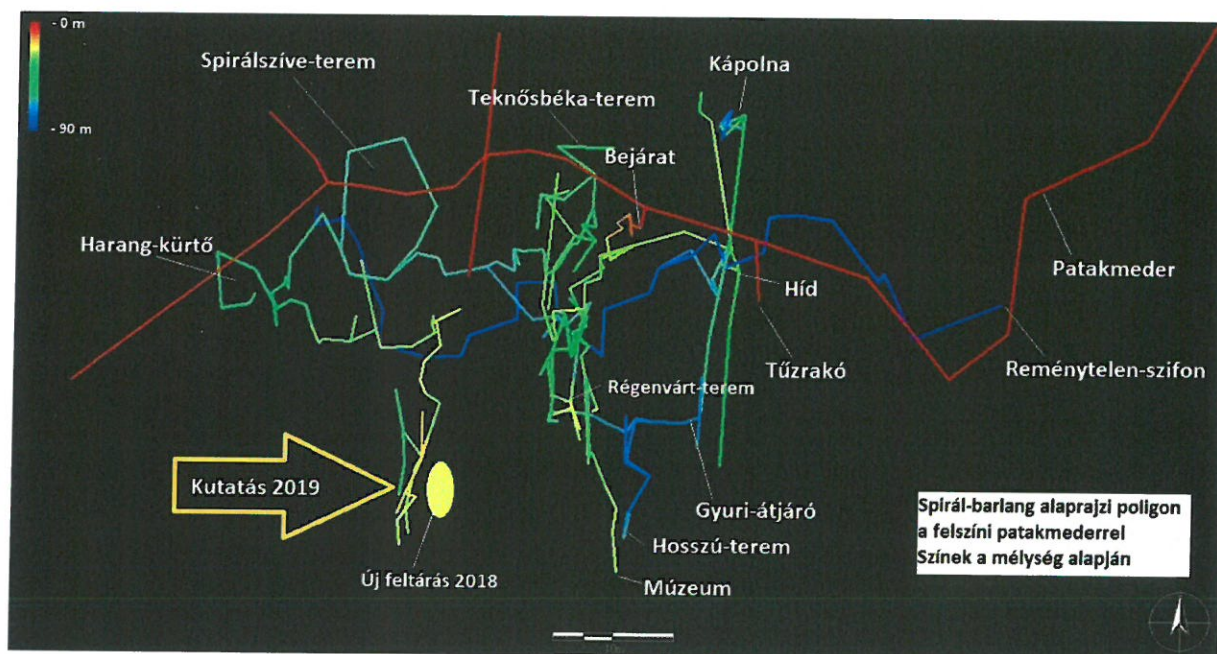 - 0 m
- 90 m
Spirálszíve-terem
Teknősbéka-terem
Kápolna
Bejárat
Harang-kürtő
Híd
Patakmeder
Tűzrakó
Reménytelen-szifon
Régenvárt-terem
Kutatás 2019
Gyuri-átjáró
Hosszú-terem
Új feltárás 2018
Múzeum
Spirál-barlang alaprajzi poligon
a felszíni patakmederrel
Színek a mélység alapján